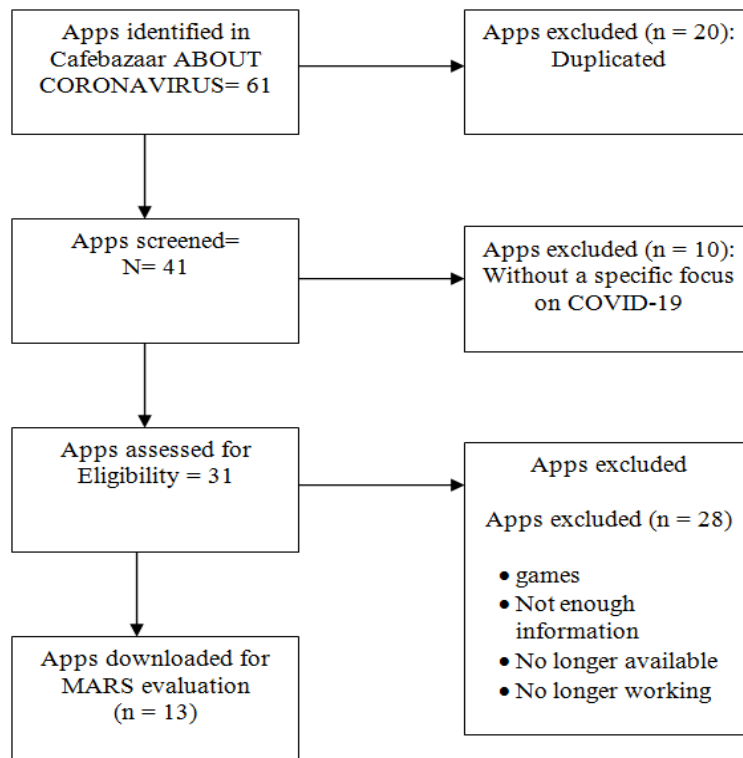 Apps identified in
Cafebazaar ABOUT
CORONAVIRUS= 61
Apps excluded (n = 20):
Duplicated
Apps screened=
N= 41
Apps excluded (n = 10):
Without a specific focus
on COVID-19
Apps assessed for
Eligibility = 31
Apps excluded
Apps excluded (n = 28)
• games
• Not enough
information
• No longer available
• No longer working
Apps downloaded for
MARS evaluation
(n = 13)